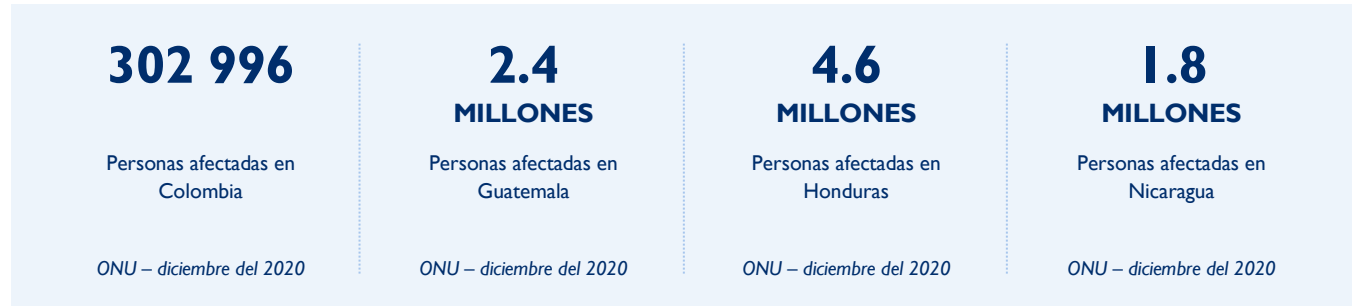 302 996
Personas afectadas en
Colombia
ONU – diciembre del 2020
2.4
MILLONES
Personas afectadas en
Guatemala
ONU – diciembre del 2020
4.6
MILLONES
Personas afectadas en
Honduras
ONU – diciembre del 2020
1.8
MILLONES
Personas afectadas en
Nicaragua
ONU – diciembre del 2020